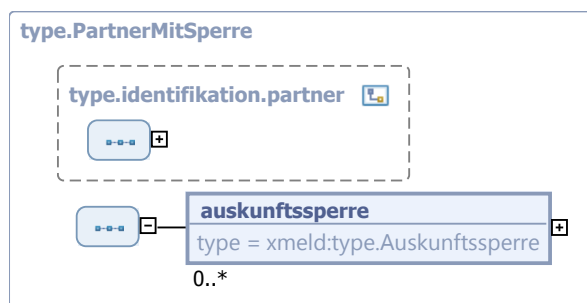 type.PartnerMitSperre
type.identifikation.partner
auskunftssperre
type = xmeld:type.Auskunftssperre
0..*